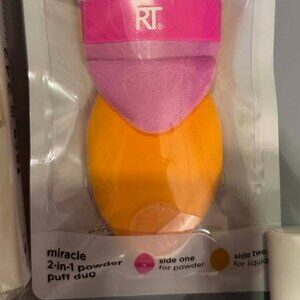 RT®
miracle
2-in-1 powder
puff duo
side one
for powder
side two
for liquid